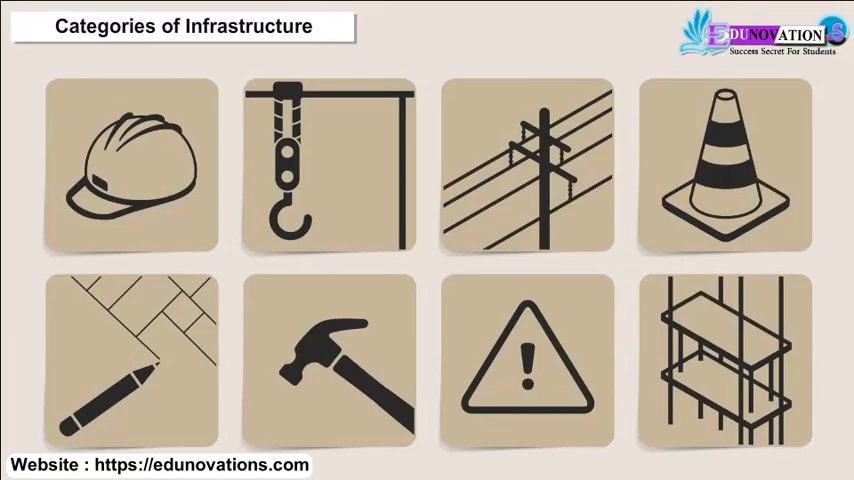 Categories of Infrastructure
EDUNOVATIONS
Success Secret For Students
Website : https://edunovations.com